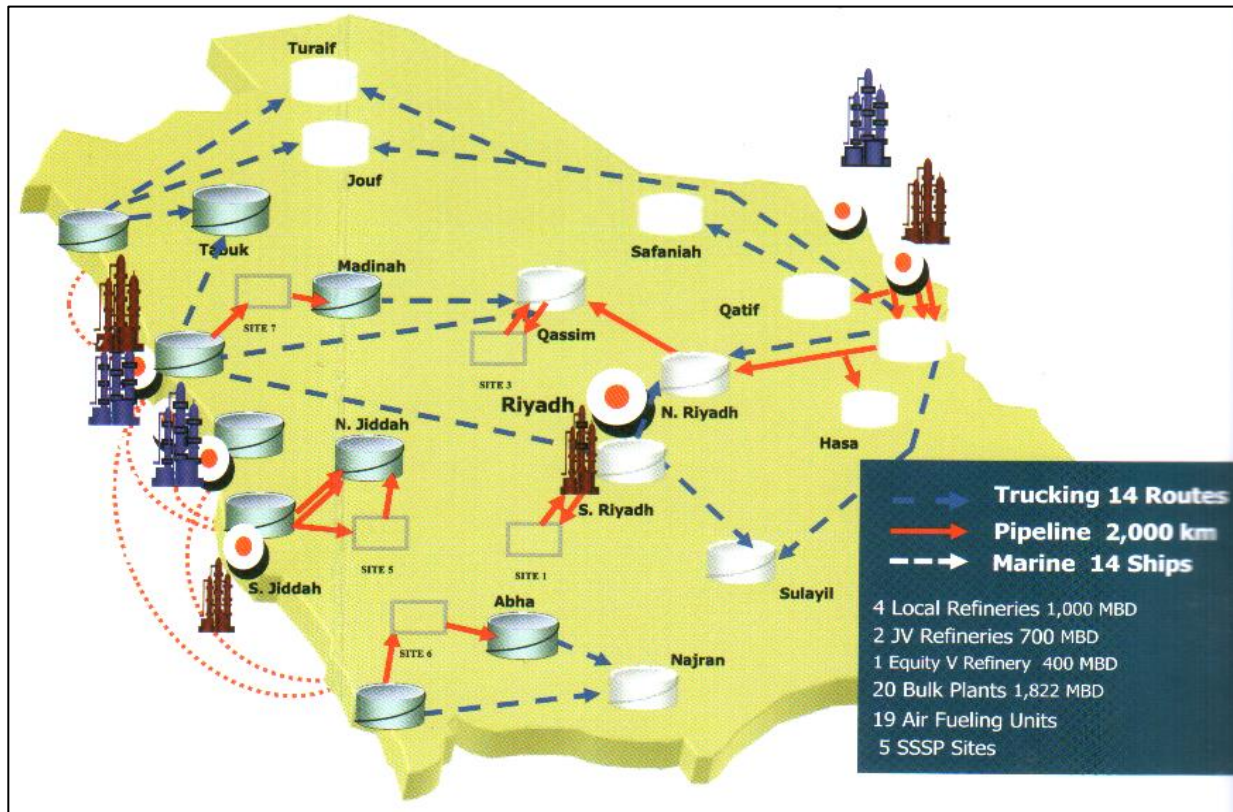 Turaif
Jouf
Tabuk
Safaniah
Madinah
SITE 7
Qatif
Qassim
SITE 3
Riyadh
N. Riyadh
Hasa
N. Jiddah
S. Riyadh
SITE 5
SITE 1
S. Jiddah
Sulayil
Abha
SITE 6
Najran
Trucking 14 Routes
Pipeline 2,000 km
Marine 14 Ships
4 Local Refineries 1,000 MBD
2 JV Refineries 700 MBD
1 Equity V Refinery 400 MBD
20 Bulk Plants 1,822 MBD
19 Air Fueling Units
5 SSSP Sites